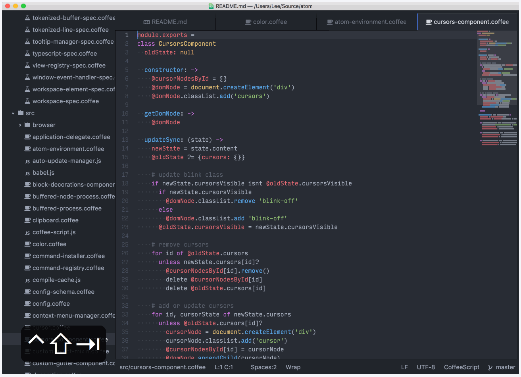 README.md — /Users/Lee/Source/atom
tokenized-buffer-spec.coffee
tokenized-line-spec.coffee
tooltip-manager-spec.coffee
typescript-spec.coffee
view-registry-spec.coffee
window-event-handler-spec.
workspace-element-spec.cof
workspace-spec.coffee
src
browser
application-delegate.coffee
atom-environment.coffee
auto-update-manager.js
babel.js
block-decorations-componen
buffered-node-process.coffee
buffered-process.coffee
clipboard.coffee
coffee-script.js
color.coffee
command-installer.coffee
command-registry.coffee
compile-cache.js
config-schema.coffee
config.coffee
context-menu-manager.coffee
custom-gutter-component.cof
README.md
color.coffee
atom-environment.coffee
cursors-component.coffee
module.exports =
class CursorsComponent
oldState: null
constructor: ->
@cursorNodesById = {}
@domNode = document.createElement('div')
@domNode.classList.add('cursors')
getDomNode: ->
@domNode
updateSync: (state) ->
newState = state.content
@oldState ?= {cursors: {}}
# update blink class
if newState.cursorsVisible isnt @oldState.cursorsVisible
if newState.cursorsVisible
@domNode.classList.remove 'blink-off'
else
@domNode.classList.add 'blink-off'
@oldState.cursorsVisible = newState.cursorsVisible
# remove cursors
for id of @oldState.cursors
unless newState.cursors[id]?
@cursorNodesById[id].remove()
delete @cursorNodesById[id]
delete @oldState.cursors[id]
# add or update cursors
for id, cursorState of newState.cursors
unless @oldState.cursors[id]?
cursorNode = document.createElement('div')
cursorNode.classList.add('cursor')
@cursorNodesById[id] = cursorNode
@domNode.appendChild(cursorNode)
src/cursors-component.coffee 1:1 Spaces:2 Wrap LF UTF-8 CoffeeScript master